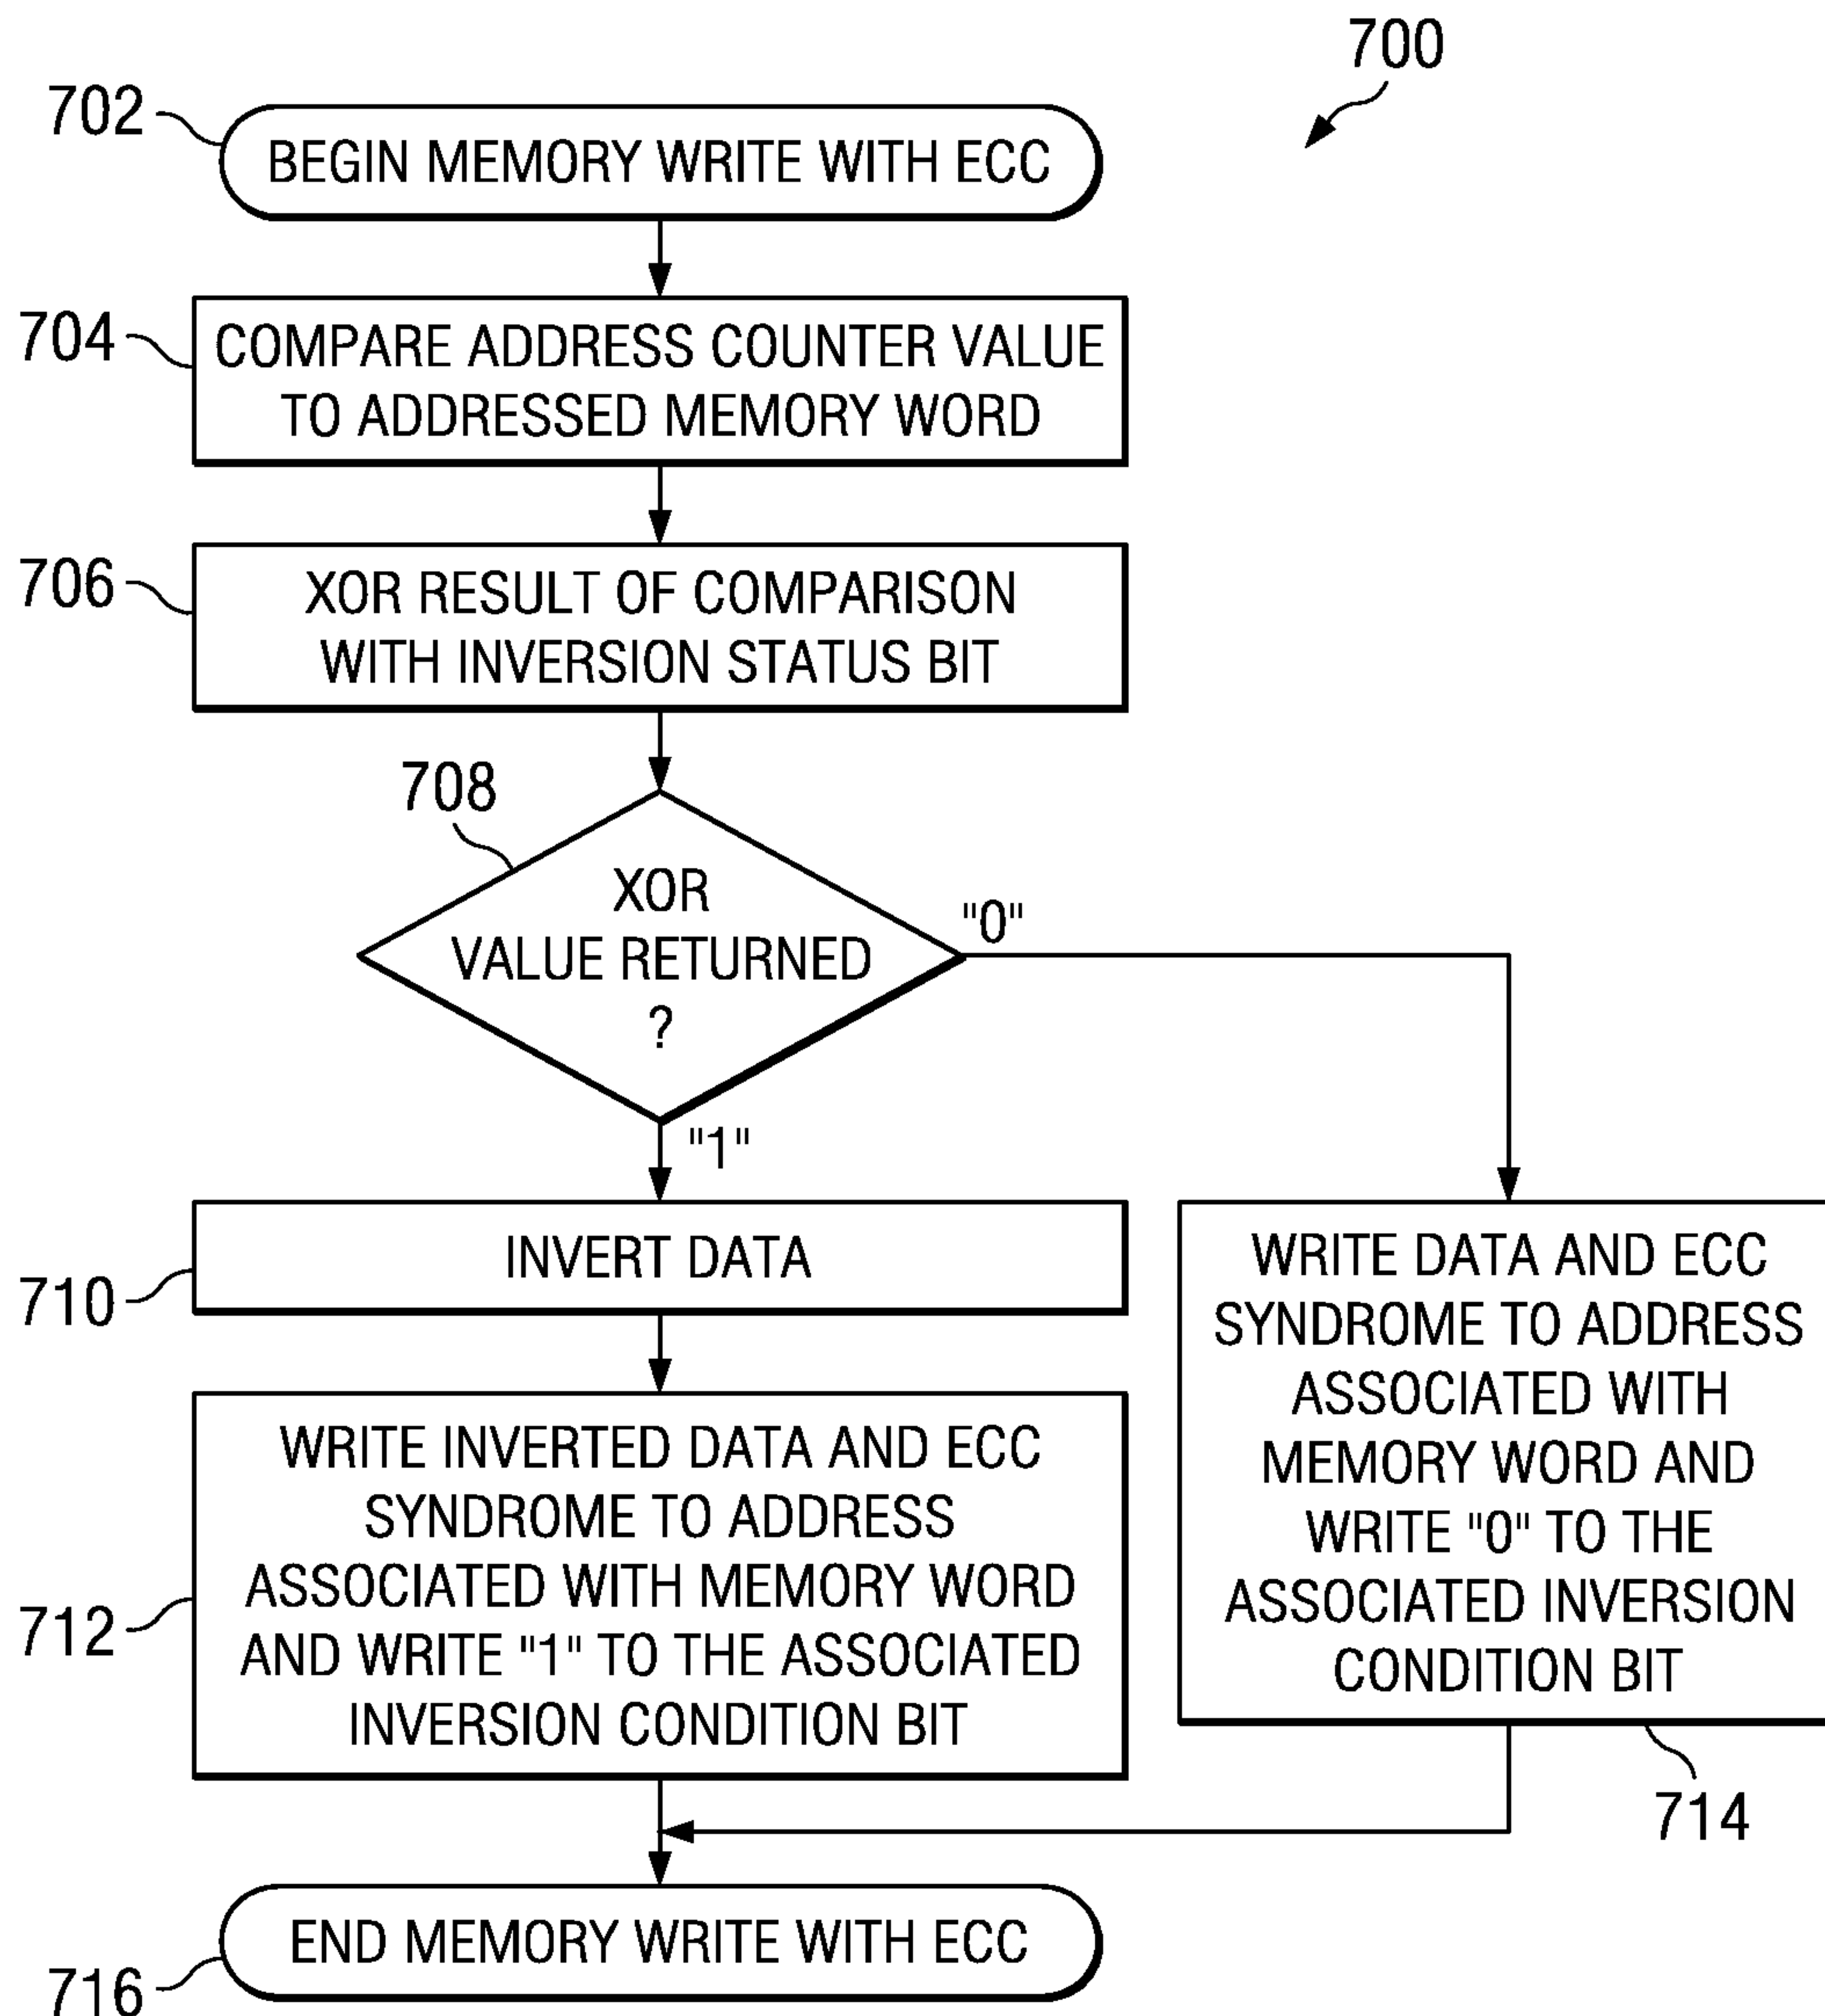 700
702
BEGIN MEMORY WRITE WITH ECC
704
COMPARE ADDRESS COUNTER VALUE
TO ADDRESSED MEMORY WORD
706
XOR RESULT OF COMPARISON
WITH INVERSION STATUS BIT
708
XOR
VALUE RETURNED
?
"0"
"1"
710
INVERT DATA
712
WRITE INVERTED DATA AND ECC
SYNDROME TO ADDRESS
ASSOCIATED WITH MEMORY WORD
AND WRITE "1" TO THE ASSOCIATED
INVERSION CONDITION BIT
WRITE DATA AND ECC
SYNDROME TO ADDRESS
ASSOCIATED WITH
MEMORY WORD AND
WRITE "0" TO THE
ASSOCIATED INVERSION
CONDITION BIT
714
END MEMORY WRITE WITH ECC
716